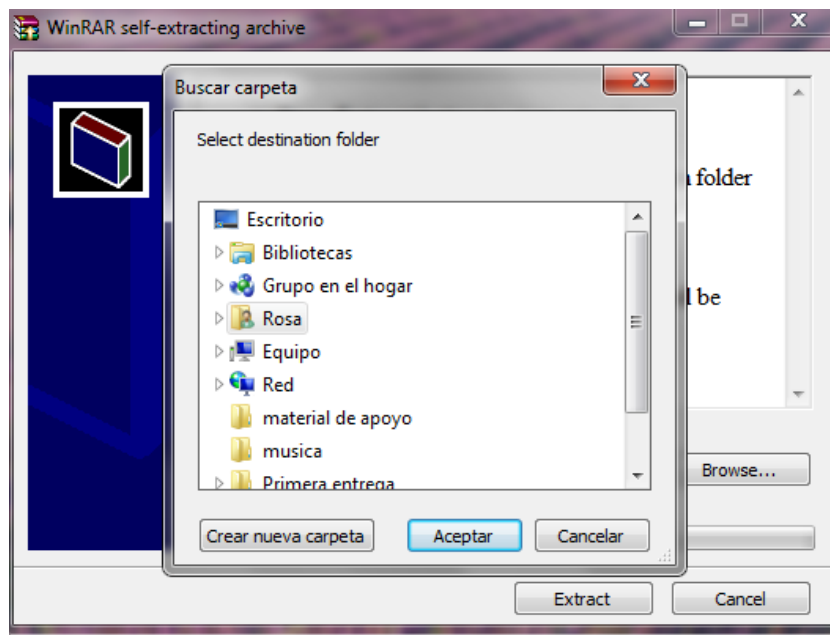 WinRAR self-extracting archive
Buscar carpeta
Select destination folder
folder
Escritorio
Bibliotecas
Grupo en el hogar
l be
Rosa
Equipo
Red
material de apoyo
musica
Browse...
Primera entrega
Crear nueva carpeta
Aceptar
Cancelar
Extract
Cancel